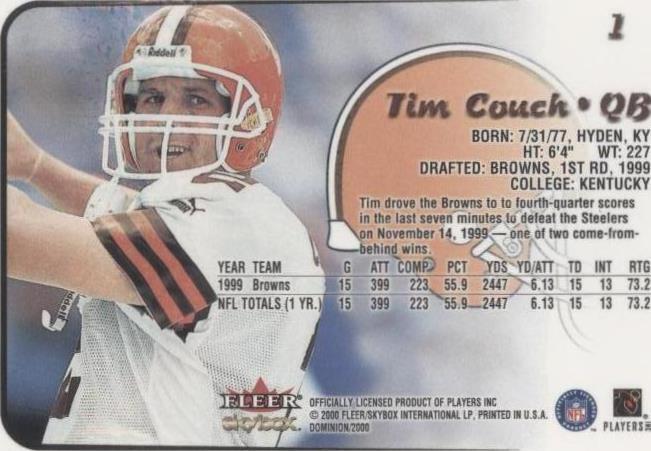 1
Riddell
Tim Couch • QB
BORN: 7/31/77, HYDEN, KY
HT: 6'4" WT: 227
DRAFTED: BROWNS, 1ST RD, 1999
COLLEGE: KENTUCKY
Tim drove the Browns to to fourth-quarter scores
in the last seven minutes to defeat the Steelers
on November 14, 1999 — one of two come-from-
behind wins.
YEAR TEAM G ATT COMP PCT YDS YD/ATT TD INT RTG
1999 Browns 15 399 223 55.9 2447 6.13 15 13 73.2
NFL TOTALS (1 YR.) 15 399 223 55.9 2447 6.13 15 13 73.2
FLEER
skybox
OFFICIALLY LICENSED PRODUCT OF PLAYERS INC
© 2000 FLEER/SKYBOX INTERNATIONAL LP, PRINTED IN U.S.A.
DOMINION/2000
NFL
PLAYERS